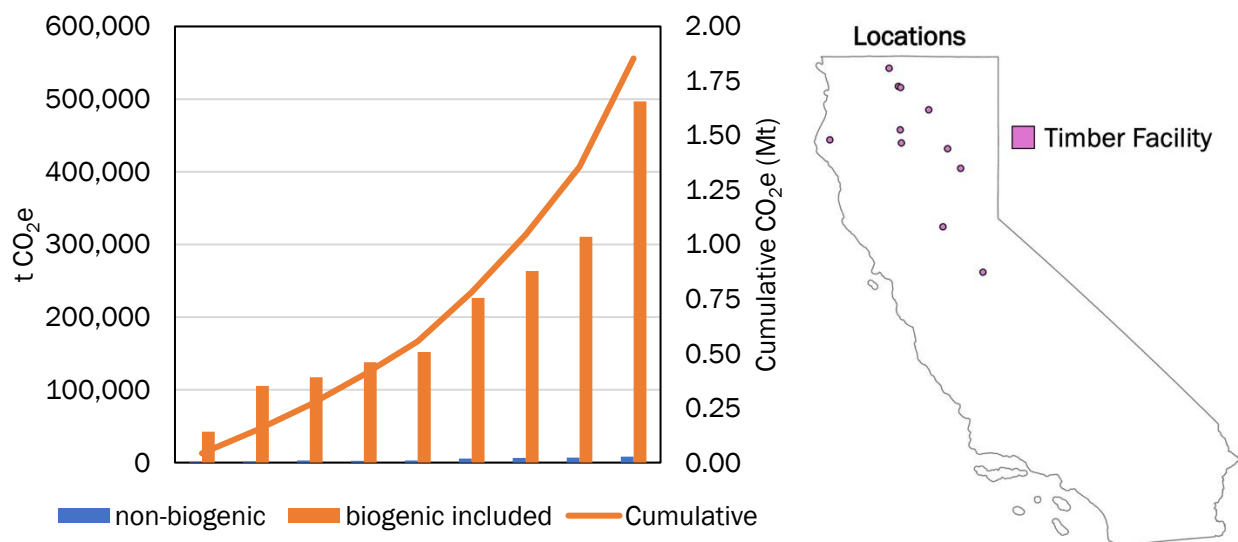 600,000
500,000
400,000
300,000
200,000
100,000
0
t CO₂e
2.00
1.75
1.50
1.25
1.00
0.75
0.50
0.25
0.00
Cumulative CO₂e (Mt)
non-biogenic
biogenic included
Cumulative
Locations
Timber Facility